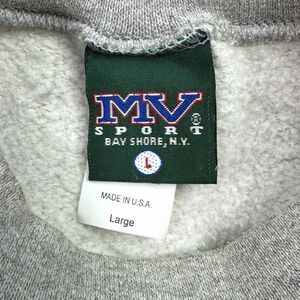 MV®
SPORT
BAY SHORE, N.Y.
L
MADE IN U.S.A.
Large